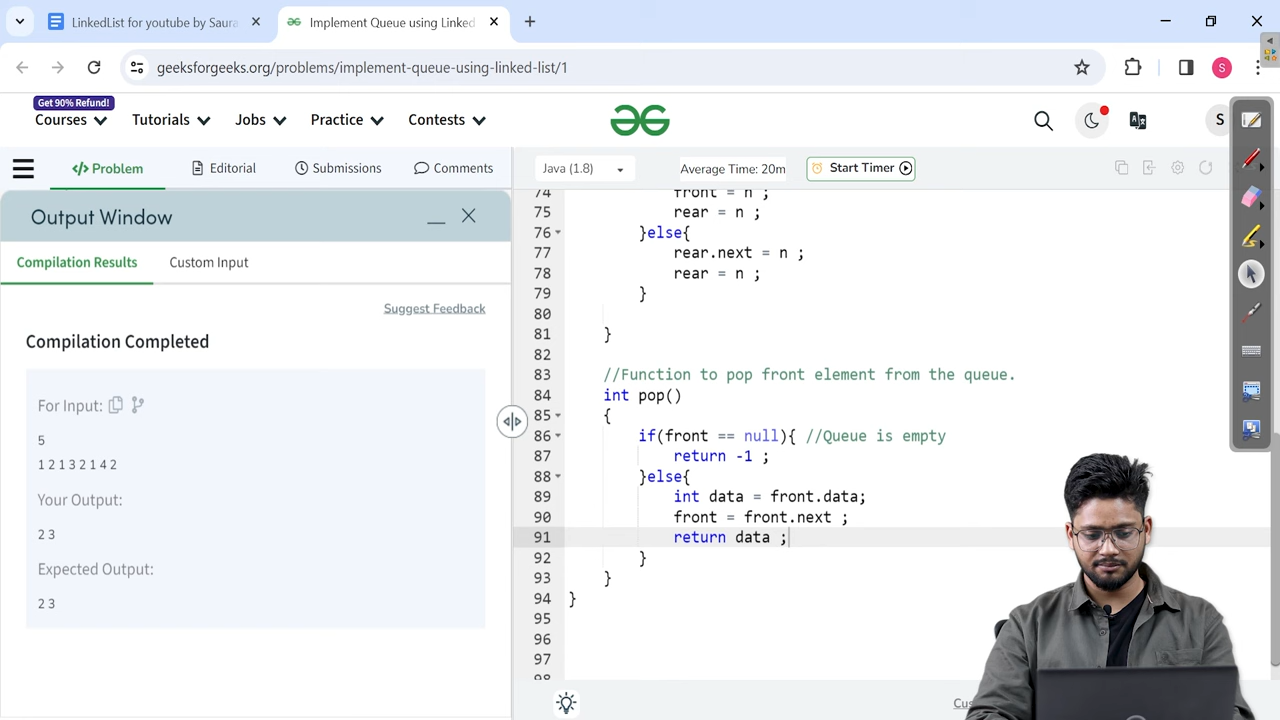 LinkedList for youtube by Saura
Implement Queue using Linked
geeksforgeeks.org/problems/implement-queue-using-linked-list/1
S
Get 90% Refund!
Courses
Tutorials
Jobs
Practice
Contests
S
Problem
Editorial
Submissions
Comments
Java (1.8)
Average Time: 20m
Start Timer
Output Window
Compilation Results
Custom Input
Suggest Feedback
Compilation Completed
For Input:
5
1 2 1 3 2 1 4 2
Your Output:
2 3
Expected Output:
2 3
74 front = n ;
75 rear = n ;
76 }else{
77 rear.next = n ;
78 rear = n ;
79 }
80
81 }
82
83 //Function to pop front element from the queue.
84 int pop()
85 {
86 if(front == null){ //Queue is empty
87 return -1 ;
88 }else{
89 int data = front.data;
90 front = front.next ;
91 return data ;
92 }
93 }
94 }
95
96
97
98